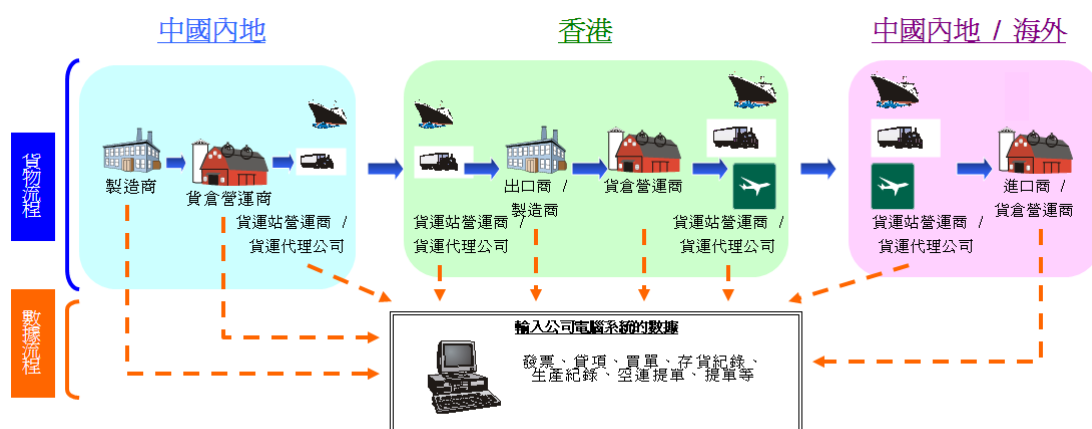 中國內地
香港
中國內地 / 海外
貨物流程
製造商
貨倉營運商
貨運站營運商 /
貨運代理公司
貨運站營運商 /
貨運代理公司
出口商 /
製造商
貨倉營運商
貨運站營運商 /
貨運代理公司
貨運站營運商 /
貨運代理公司
進口商 /
貨倉營運商
數據流程
輸入公司電腦系統的數據
發票、貸項、買單、存貨紀錄、
生產紀錄、空運提單、提單等